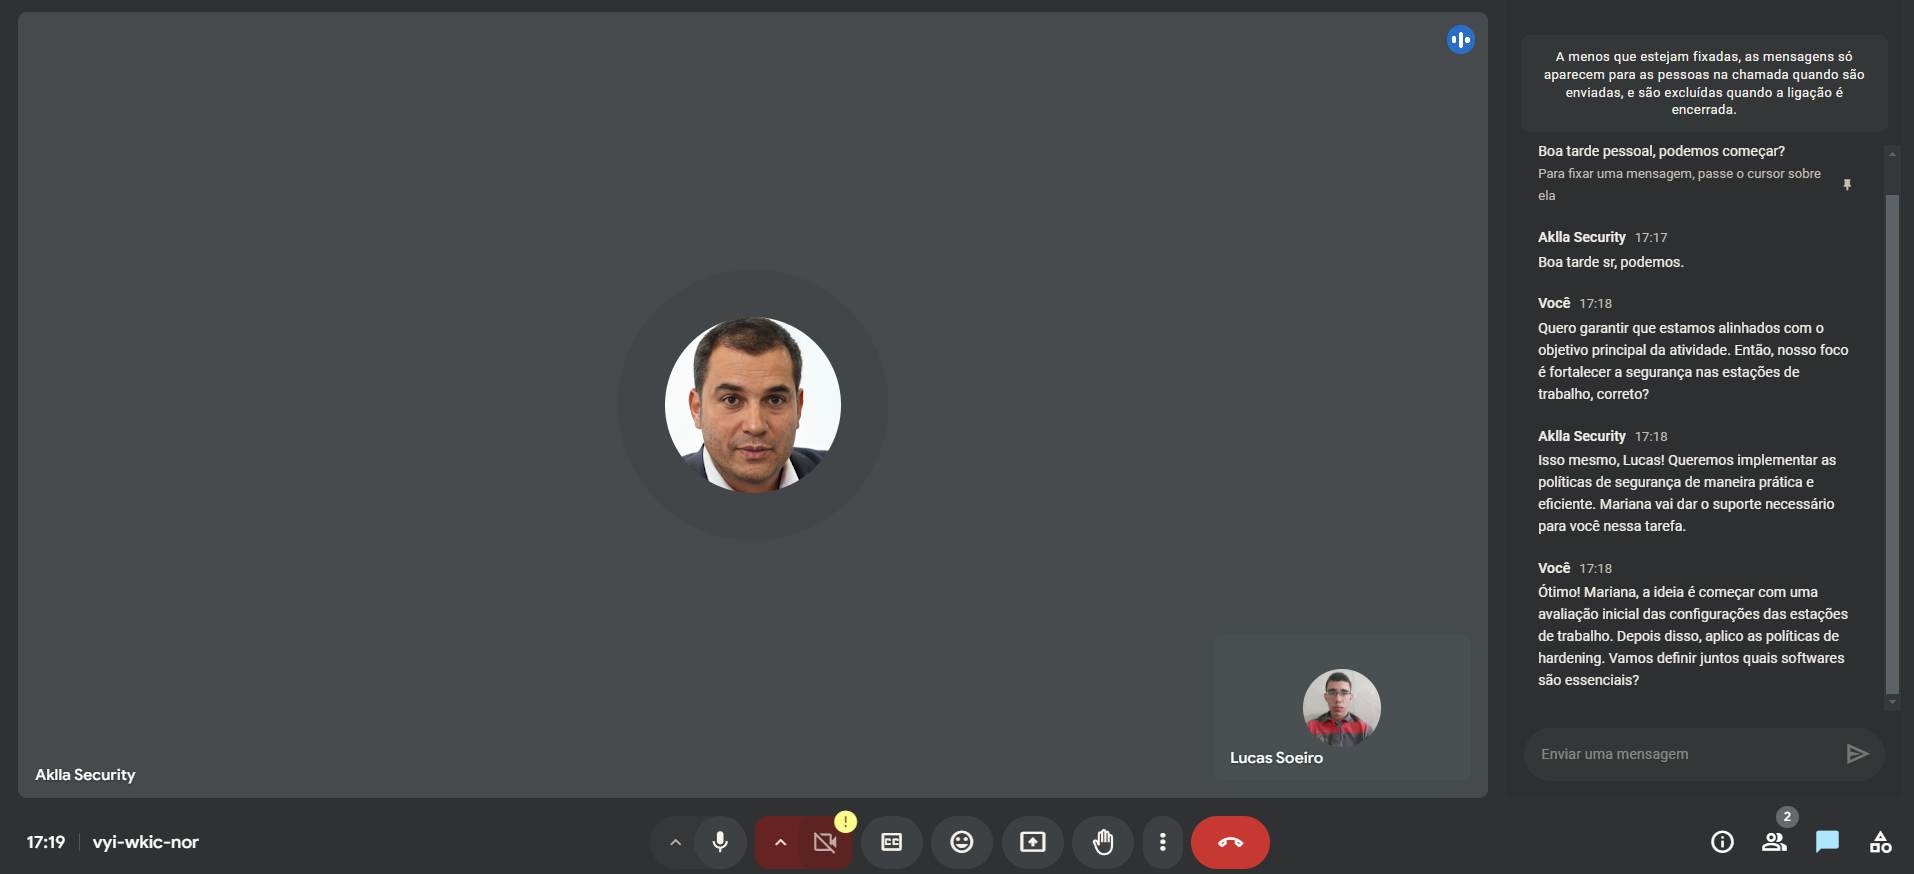 A menos que estejam fixadas, as mensagens só
aparecem para as pessoas na chamada quando são
enviadas, e são excluídas quando a ligação é
encerrada.
Boa tarde pessoal, podemos começar?
Para fixar uma mensagem, passe o cursor sobre
ela
Aklla Security 17:17
Boa tarde sr, podemos.
Você 17:18
Quero garantir que estamos alinhados com o
objetivo principal da atividade. Então, nosso foco
é fortalecer a segurança nas estações de
trabalho, correto?
Aklla Security 17:18
Isso mesmo, Lucas! Queremos implementar as
políticas de segurança de maneira prática e
eficiente. Mariana vai dar o suporte necessário
para você nessa tarefa.
Você 17:18
Ótimo! Mariana, a ideia é começar com uma
avaliação inicial das configurações das estações
de trabalho. Depois disso, aplico as políticas de
hardening. Vamos definir juntos quais softwares
são essenciais?
Enviar uma mensagem
Lucas Soeiro
Aklla Security
17:19 vyi-wkic-nor
!
CC
2